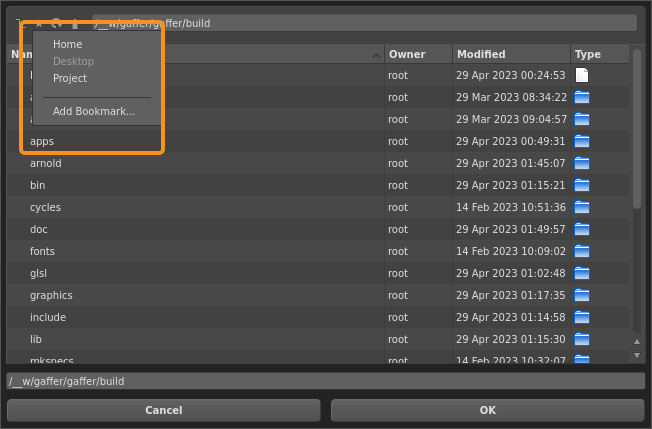 /__w/gaffer/gaffer/build
Owner Modified Type
Home
Desktop
Project
Add Bookmark...
root 29 Apr 2023 00:24:53
root 29 Mar 2023 08:34:22
root 29 Mar 2023 09:04:57
apps root 29 Apr 2023 00:49:31
arnold root 29 Apr 2023 01:45:07
bin root 29 Apr 2023 01:15:21
cycles root 14 Feb 2023 10:51:36
doc root 29 Apr 2023 01:49:57
fonts root 14 Feb 2023 10:09:02
glsl root 29 Apr 2023 01:02:48
graphics root 29 Apr 2023 01:17:35
include root 29 Apr 2023 01:14:58
lib root 29 Apr 2023 01:15:30
mkspecs root 14 Feb 2023 10:32:07
/__w/gaffer/gaffer/build
Cancel OK